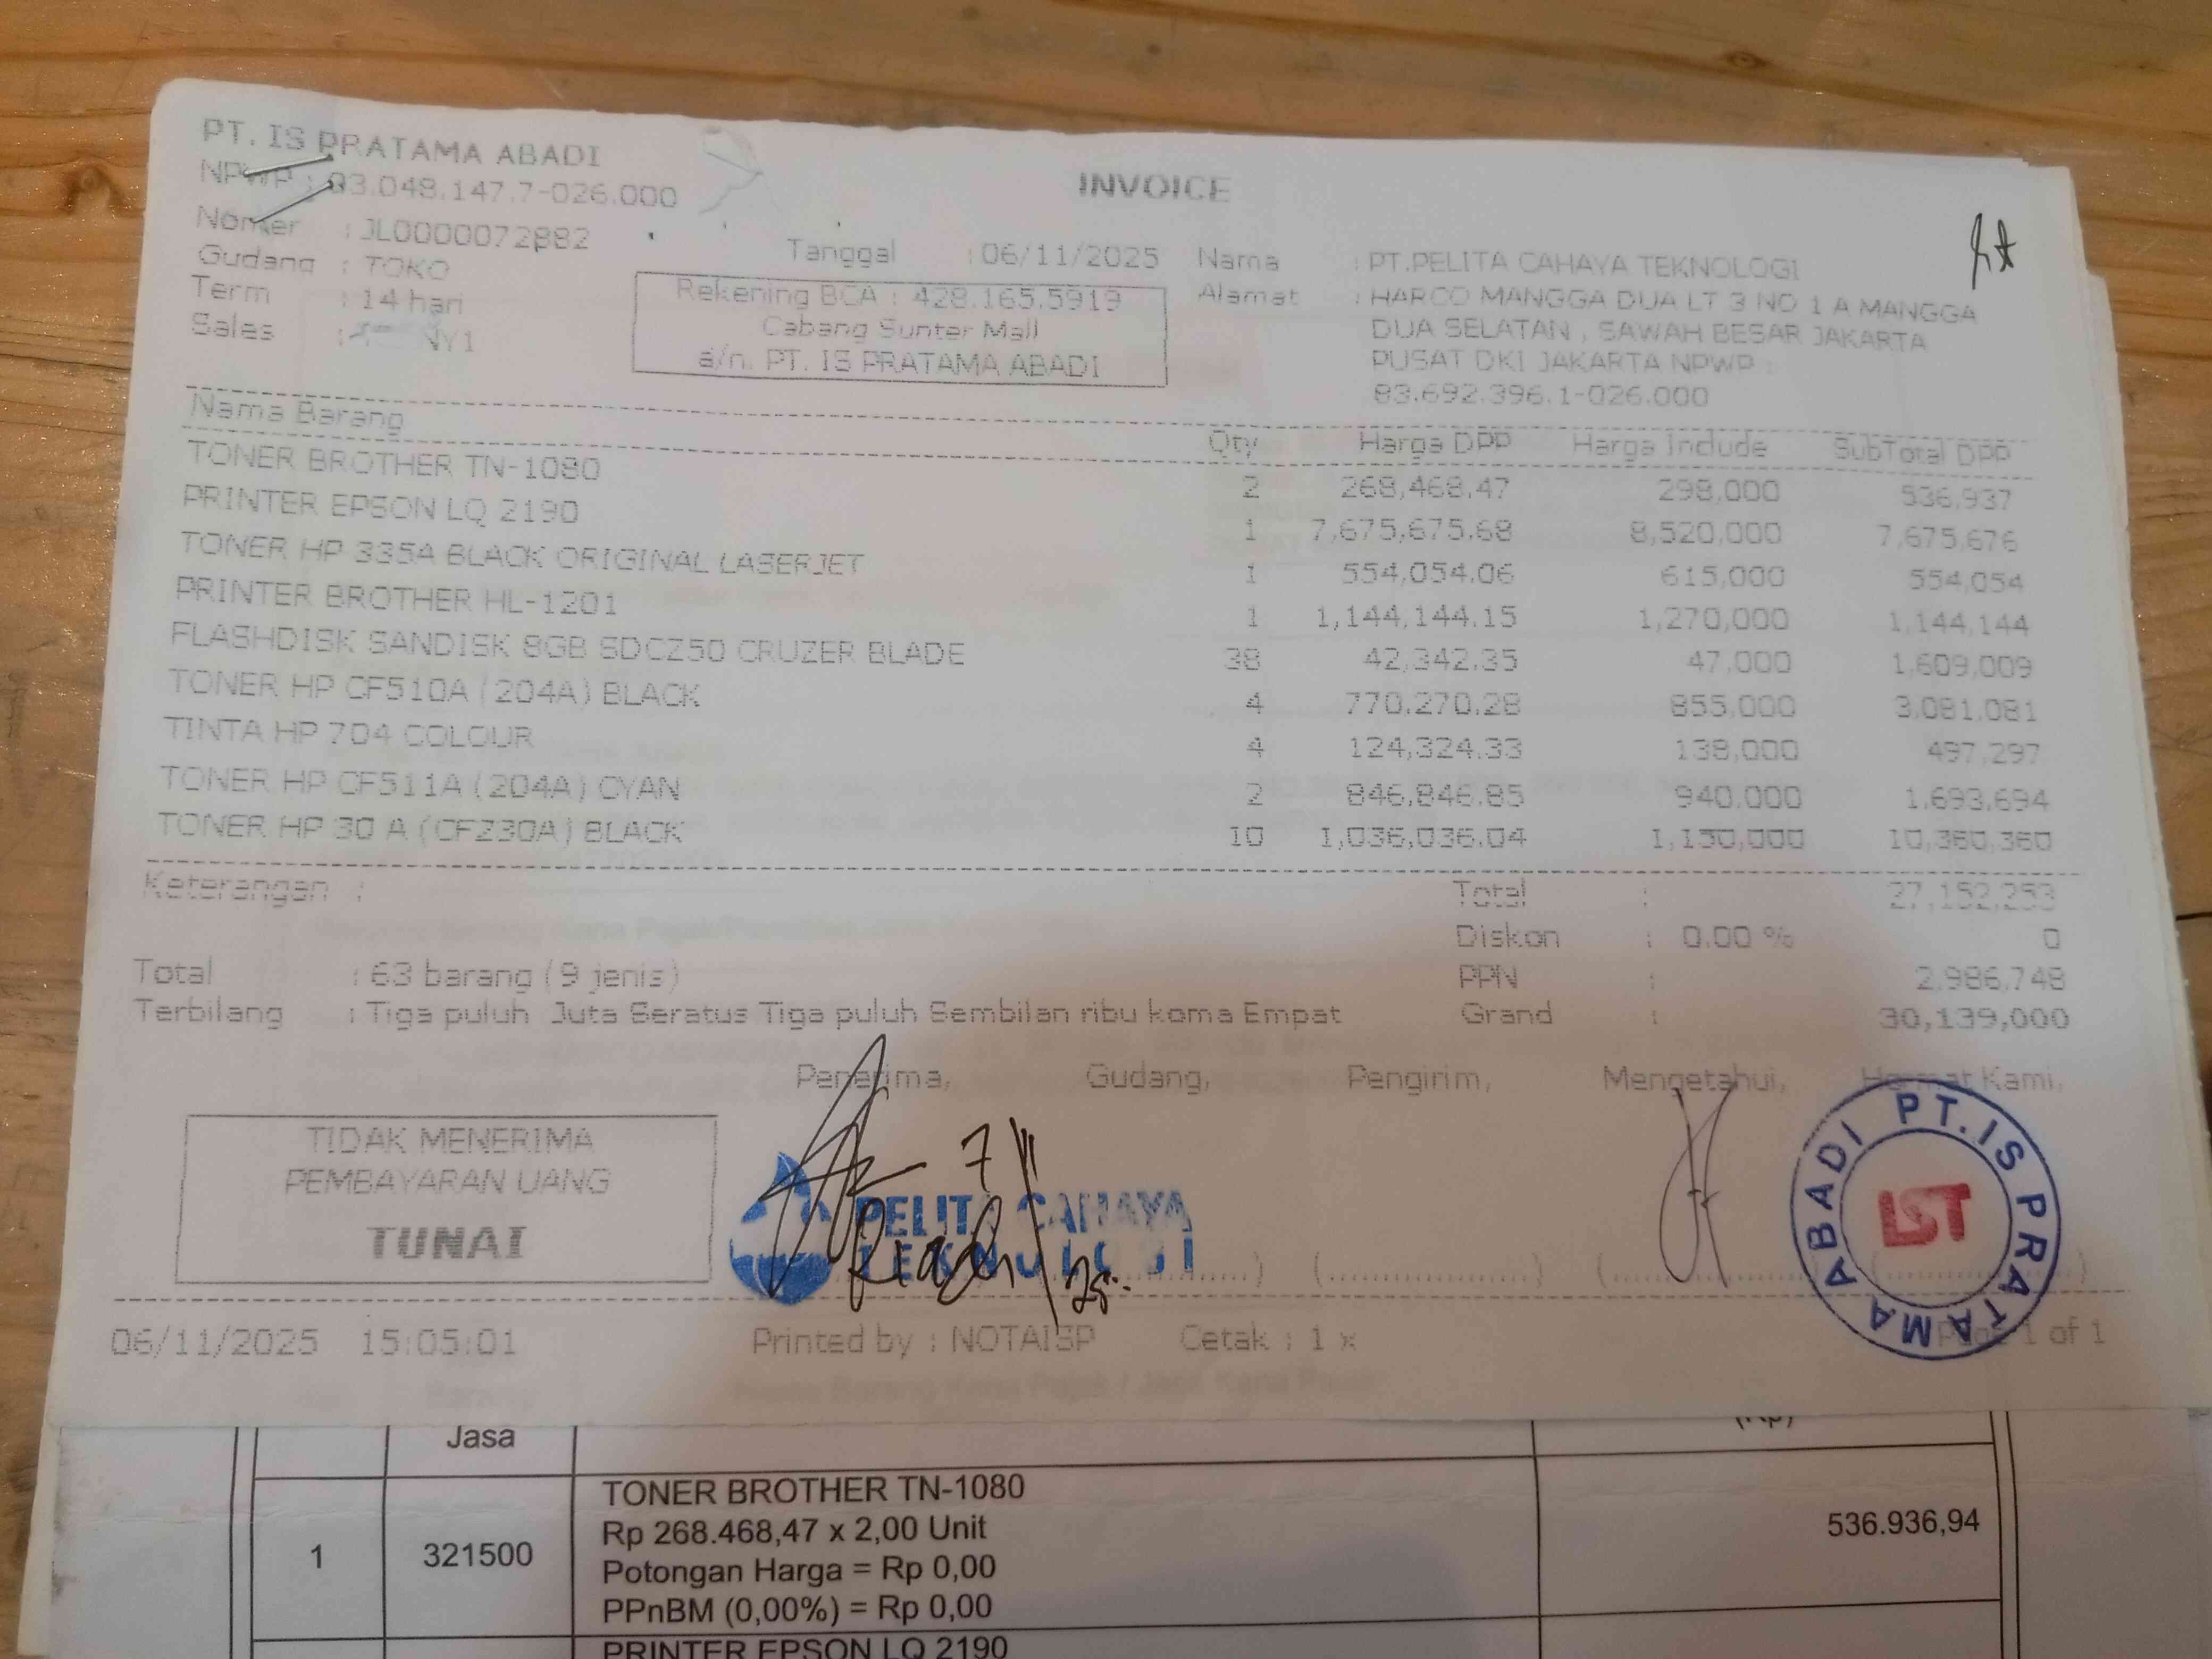 PT. IS PRATAMA ABADI
NPWP : 03.048.147.7-026.000
INVOICE
Nomer : JL0000072882
Gudang : TOKO
Term : 14 hari
Sales : NY1
Tanggal : 06/11/2025
Rekening BCA : 428.165.5919
Cabang Sunter Mall
a/n. PT. IS PRATAMA ABADI
Nama : PT.PELITA CAHAYA TEKNOLOGI
Alamat : HARCO MANGGA DUA LT 3 NO 1 A MANGGA
DUA SELATAN , SAWAH BESAR JAKARTA
PUSAT DKI JAKARTA NPWP :
83.692.396.1-026.000
Nama Barang Qty Harga DPP Harga Include SubTotal DPP
TONER BROTHER TN-1080 2 268,468.47 298,000 536,937
PRINTER EPSON LQ 2190 1 7,675,675.68 8,520,000 7,675,676
TONER HP 335A BLACK ORIGINAL LASERJET 1 554,054.06 615,000 554,054
PRINTER BROTHER HL-1201 1 1,144,144.15 1,270,000 1,144,144
FLASHDISK SANDISK 8GB SDCZ50 CRUZER BLADE 38 42,342.35 47,000 1,609,009
TONER HP CF510A (204A) BLACK 4 770,270.28 855,000 3,081,081
TINTA HP 704 COLOUR 4 124,324.33 138,000 497,297
TONER HP CF511A (204A) CYAN 2 846,846.85 940,000 1,693,694
TONER HP 30 A (CF230A) BLACK 10 1,036,036.04 1,150,000 10,360,360
Keterangan :
Total : 27,152,253
Diskon : 0.00 % 0
PPN : 2,986,748
Grand : 30,139,000
Total : 63 barang (9 jenis)
Terbilang : Tiga puluh Juta Seratus Tiga puluh Sembilan ribu koma Empat
Penerima, Gudang, Pengirim, Mengetahui, Hormat Kami,
TIDAK MENERIMA
PEMBAYARAN UANG
TUNAI
PELITA CAHAYA
TEKNOLOGI
7/11
25
PT. IS PRATAMA ABADI
IST
06/11/2025 15:05:01 Printed by : NOTAISP Cetak : 1 x Page 1 of 1
Jasa (Rp)
1 321500 TONER BROTHER TN-1080
Rp 268.468,47 x 2,00 Unit 536.936,94
Potongan Harga = Rp 0,00
PPnBM (0,00%) = Rp 0,00
PRINTER EPSON LQ 2190